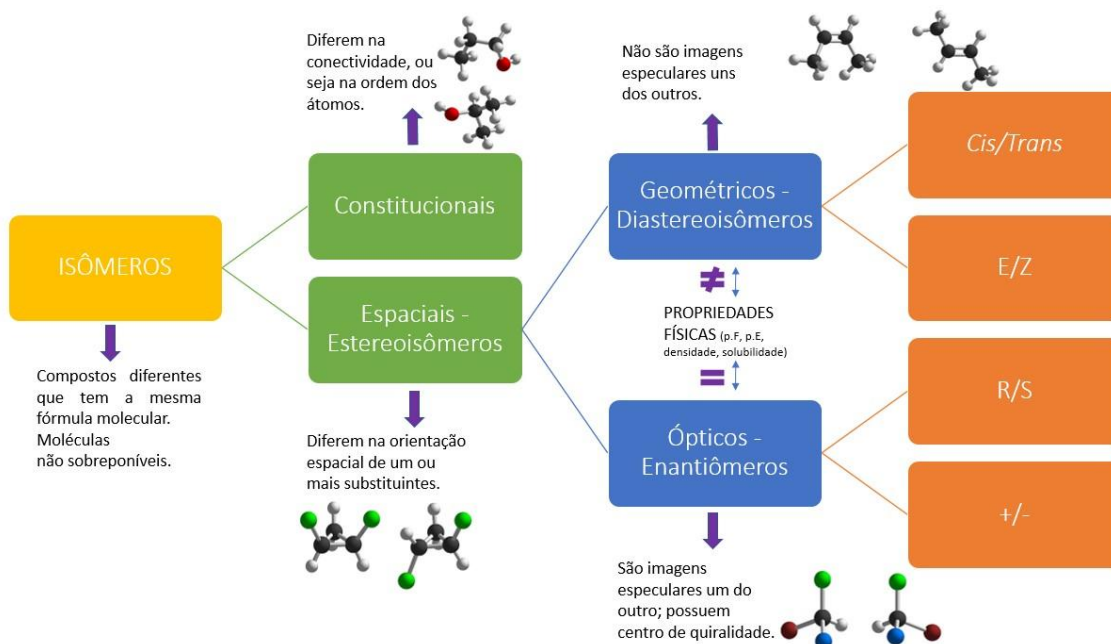 Diferem na
conectividade, ou
seja na ordem dos
átomos.
Não são imagens
especulares uns
dos outros.
Constitucionais
Geométricos -
Diastereoisômeros
Cis/Trans
ISÔMEROS
E/Z
Espaciais -
Estereoisômeros
≠
PROPRIEDADES
FÍSICAS (p.F, p.E,
densidade, solubilidade)
=
Compostos diferentes
que tem a mesma
fórmula molecular.
Moléculas
não sobreponíveis.
Diferem na orientação
espacial de um ou
mais substituintes.
Ópticos -
Enantiômeros
R/S
+/-
São imagens
especulares um do
outro; possuem
centro de quiralidade.